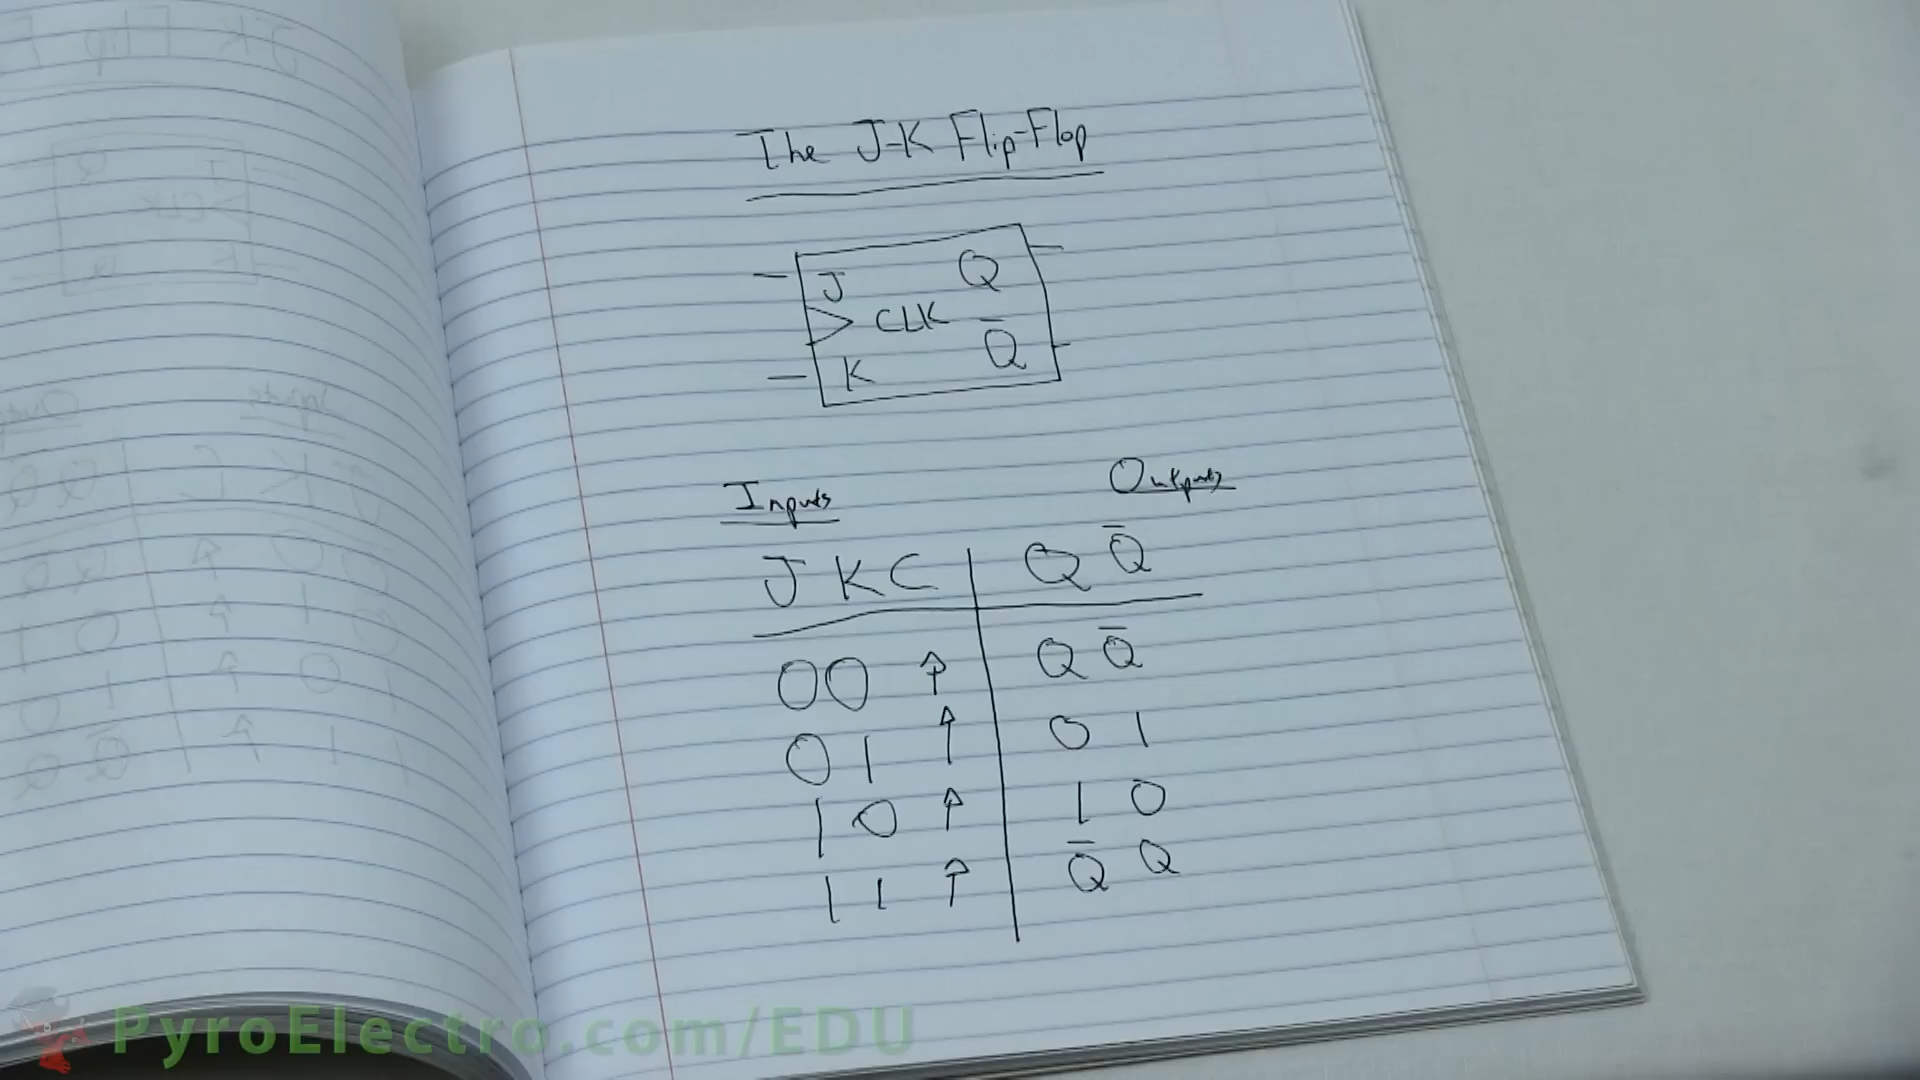 The J-K Flip-Flop
J Q
CLK
K Q̅
Inputs Outputs
J K C Q Q̅
0 0 ↑ Q Q̅
0 1 ↑ 0 1
1 0 ↑ 1 0
1 1 ↑ Q̅ Q
PyroElectro.com/EDU